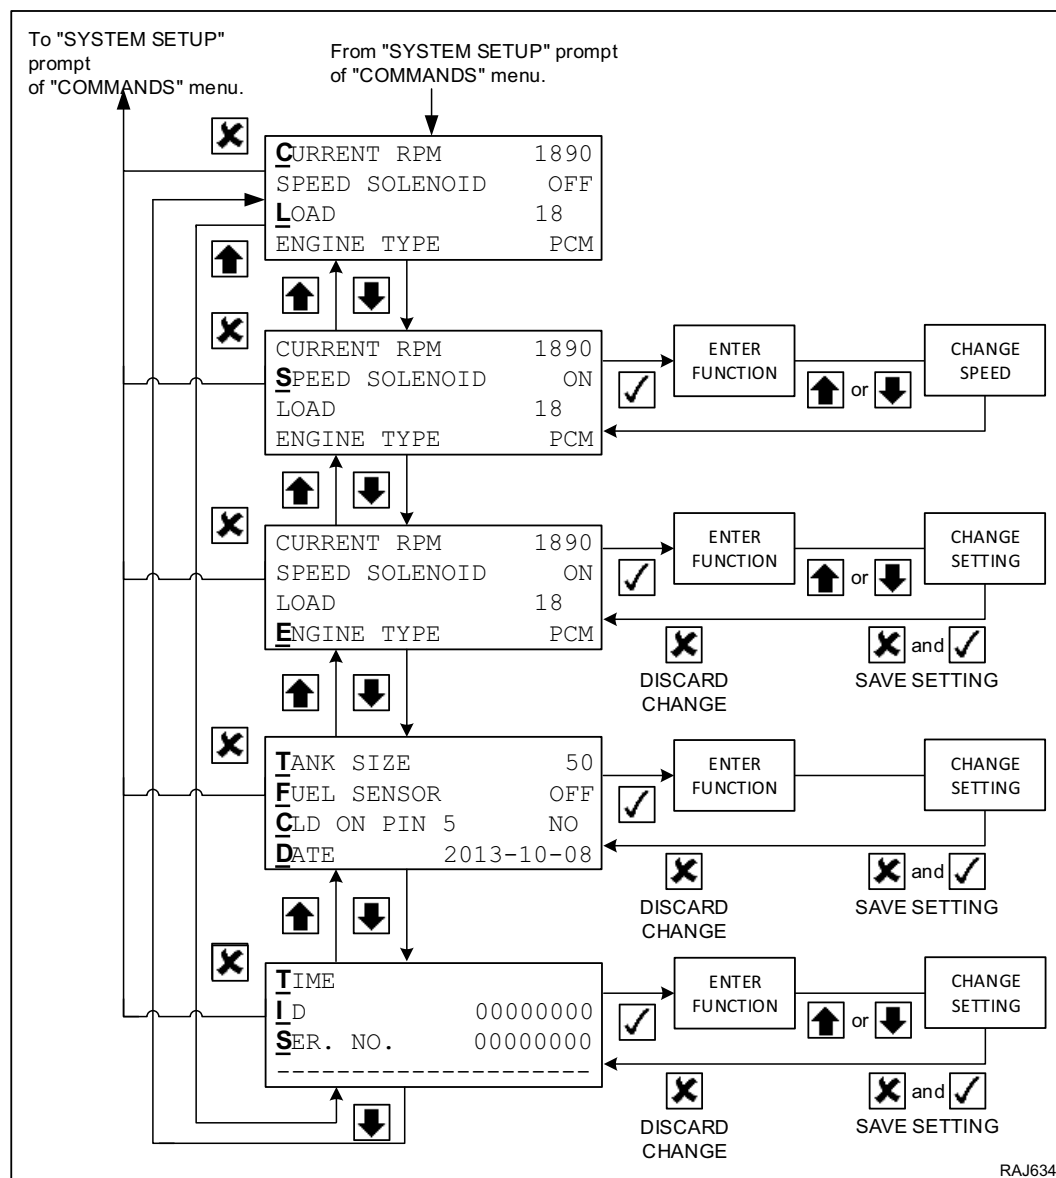 To "SYSTEM SETUP"
prompt
of "COMMANDS" menu.
From "SYSTEM SETUP" prompt
of "COMMANDS" menu.
CURRENT RPM 1890
SPEED SOLENOID OFF
LOAD 18
ENGINE TYPE PCM
CURRENT RPM 1890
SPEED SOLENOID ON
LOAD 18
ENGINE TYPE PCM
ENTER
FUNCTION
or
CHANGE
SPEED
CURRENT RPM 1890
SPEED SOLENOID ON
LOAD 18
ENGINE TYPE PCM
ENTER
FUNCTION
or
CHANGE
SETTING
DISCARD
CHANGE
and
SAVE SETTING
TANK SIZE 50
FUEL SENSOR OFF
CLD ON PIN 5 NO
DATE 2013-10-08
ENTER
FUNCTION
CHANGE
SETTING
DISCARD
CHANGE
and
SAVE SETTING
TIME
ID 00000000
SER. NO. 00000000
---------------------
ENTER
FUNCTION
or
CHANGE
SETTING
DISCARD
CHANGE
and
SAVE SETTING
RAJ634